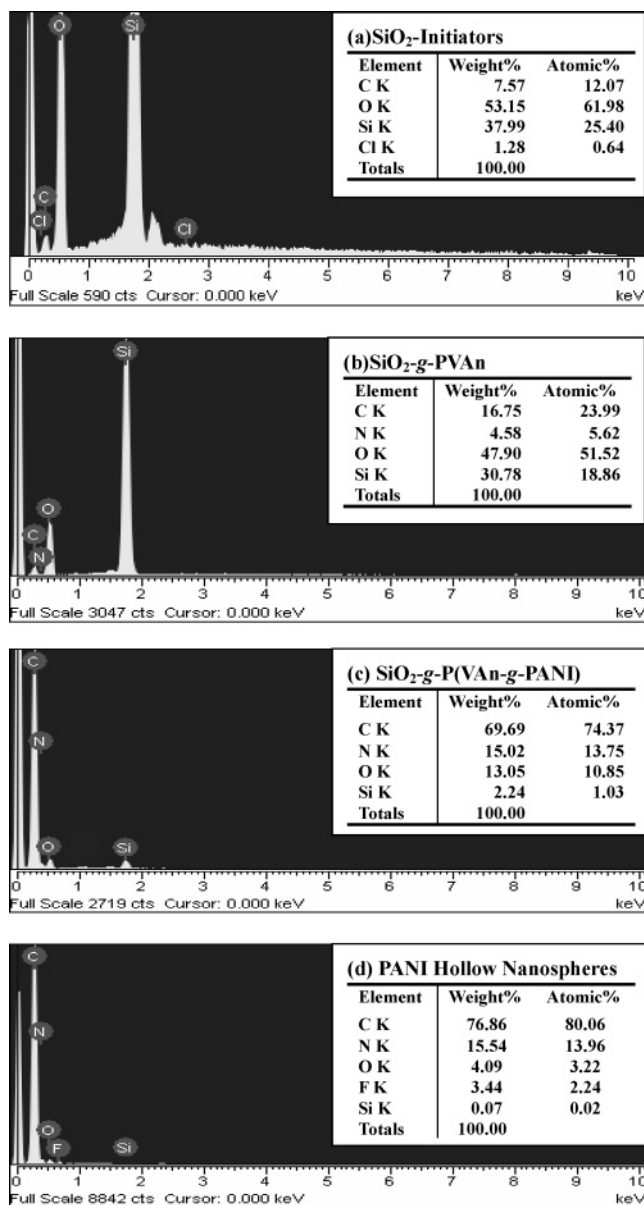 O
Si
C
Cl
Cl
(a)SiO₂-Initiators
Element Weight% Atomic%
C K 7.57 12.07
O K 53.15 61.98
Si K 37.99 25.40
Cl K 1.28 0.64
Totals 100.00
0 1 2 3 4 5 6 7 8 9 10
Full Scale 590 cts Cursor: 0.000 keV keV
Si
O
C
N
(b)SiO₂-g-PVAn
Element Weight% Atomic%
C K 16.75 23.99
N K 4.58 5.62
O K 47.90 51.52
Si K 30.78 18.86
Totals 100.00
0 1 2 3 4 5 6 7 8 9 10
Full Scale 3047 cts Cursor: 0.000 keV keV
C
N
O
Si
(c) SiO₂-g-P(VAn-g-PANI)
Element Weight% Atomic%
C K 69.69 74.37
N K 15.02 13.75
O K 13.05 10.85
Si K 2.24 1.03
Totals 100.00
0 1 2 3 4 5 6 7 8 9 10
Full Scale 2719 cts Cursor: 0.000 keV keV
C
N
O
F
Si
(d) PANI Hollow Nanospheres
Element Weight% Atomic%
C K 76.86 80.06
N K 15.54 13.96
O K 4.09 3.22
F K 3.44 2.24
Si K 0.07 0.02
Totals 100.00
0 1 2 3 4 5 6 7 8 9 10
Full Scale 8842 cts Cursor: 0.000 keV keV